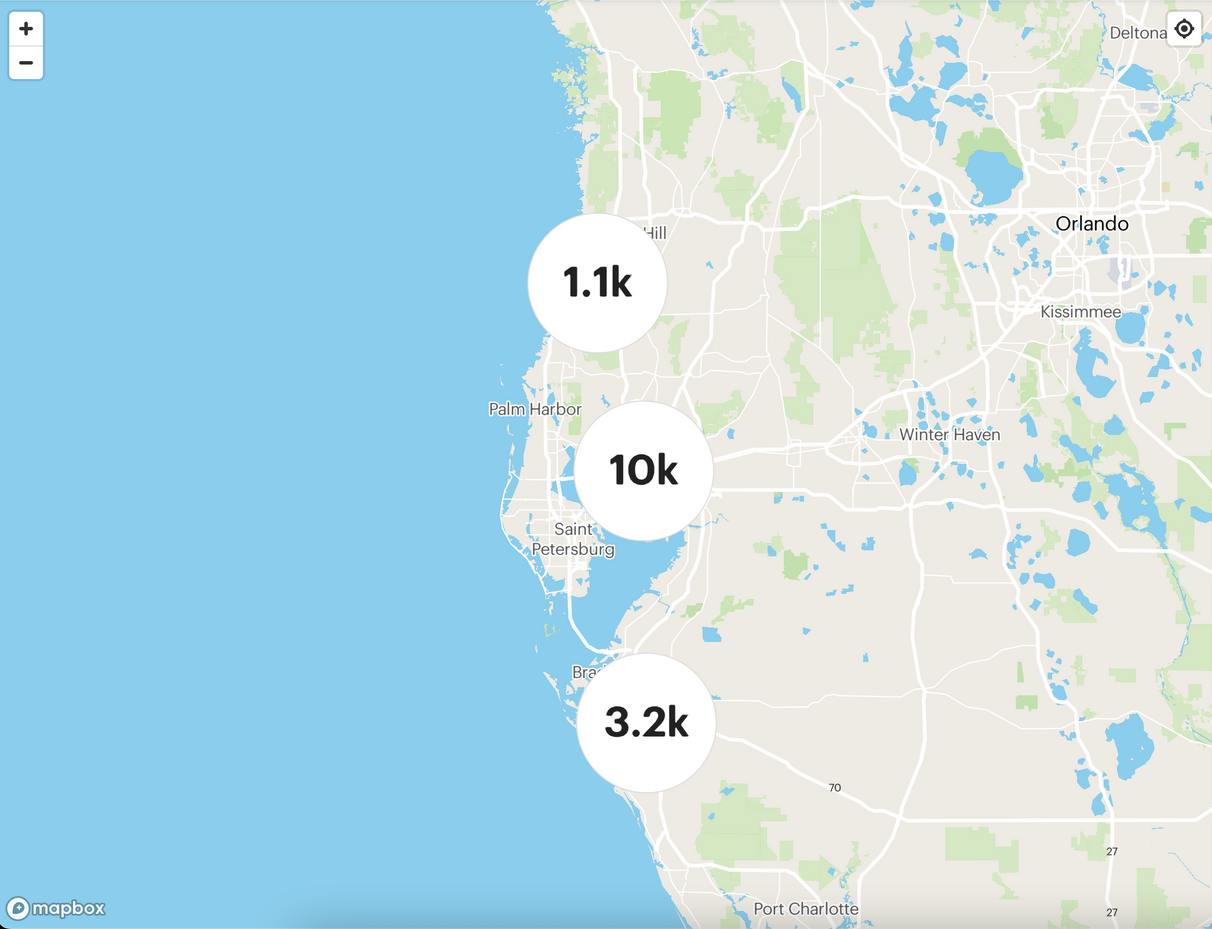 +
−
Deltona
Orlando
Hill
1.1k
Kissimmee
Palm Harbor
Winter Haven
10k
Saint
Petersburg
3.2k
70
27
Port Charlotte
27
mapbox